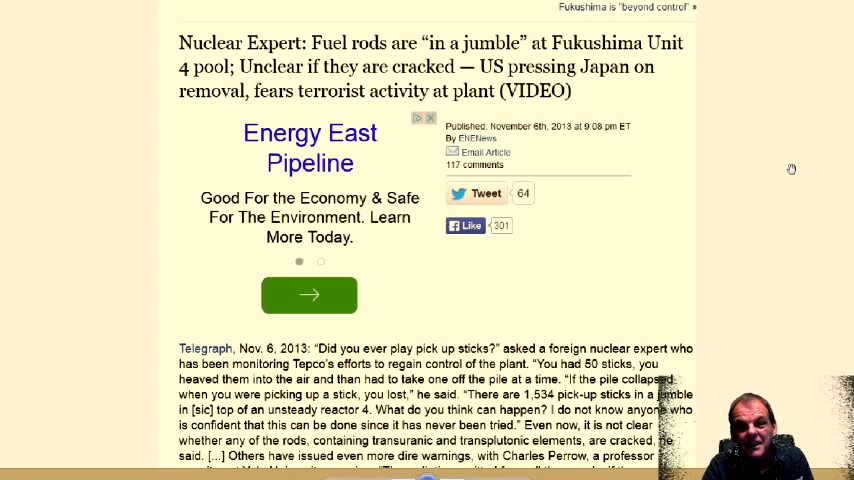 Fukushima is "beyond control" »
Nuclear Expert: Fuel rods are “in a jumble” at Fukushima Unit
4 pool; Unclear if they are cracked — US pressing Japan on
removal, fears terrorist activity at plant (VIDEO)
Energy East
Pipeline
Good For the Economy & Safe
For The Environment. Learn
More Today.
Published: November 6th, 2013 at 9:08 pm ET
By ENENews
Email Article
117 comments
Tweet 64
Like 301
Telegraph, Nov. 6, 2013: “Did you ever play pick up sticks?” asked a foreign nuclear expert who
has been monitoring Tepco’s efforts to regain control of the plant. “You had 50 sticks, you
heaved them into the air and than had to take one off the pile at a time. “If the pile collapsed
when you were picking up a stick, you lost,” he said. “There are 1,534 pick-up sticks in a jumble
in [sic] top of an unsteady reactor 4. What do you think can happen? I do not know anyone who
is confident that this can be done since it has never been tried.” Even now, it is not clear
whether any of the rods, containing transuranic and transplutonic elements, are cracked, he
said. [...] Others have issued even more dire warnings, with Charles Perrow, a professor